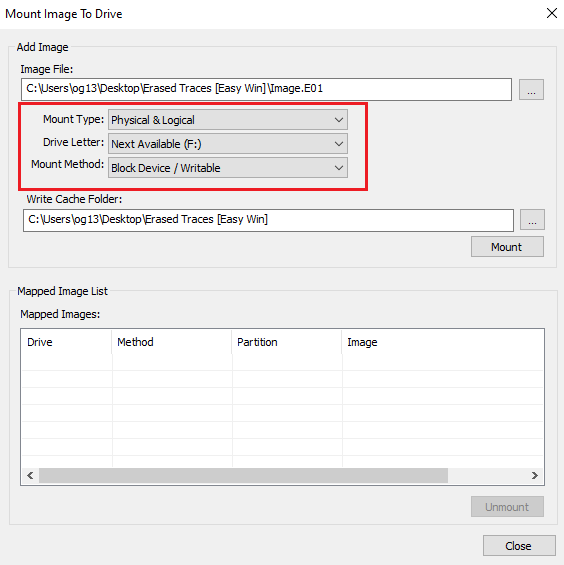 Mount Image To Drive
Add Image
Image File:
C:\Users\og13\Desktop\Erased Traces [Easy Win]\Image.E01
...
Mount Type: Physical & Logical
Drive Letter: Next Available (F:)
Mount Method: Block Device / Writable
Write Cache Folder:
C:\Users\og13\Desktop\Erased Traces [Easy Win]
...
Mount
Mapped Image List
Mapped Images:
Drive Method Partition Image
Unmount
Close